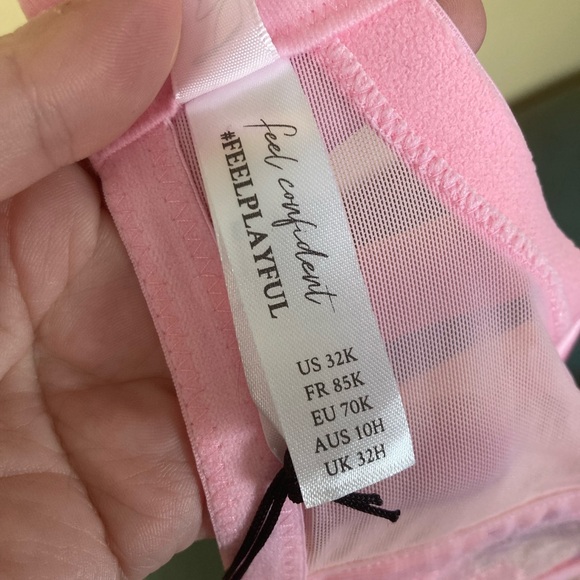 feel confident
#FEELPLAYFUL
US 32K
FR 85K
EU 70K
AUS 10H
UK 32H